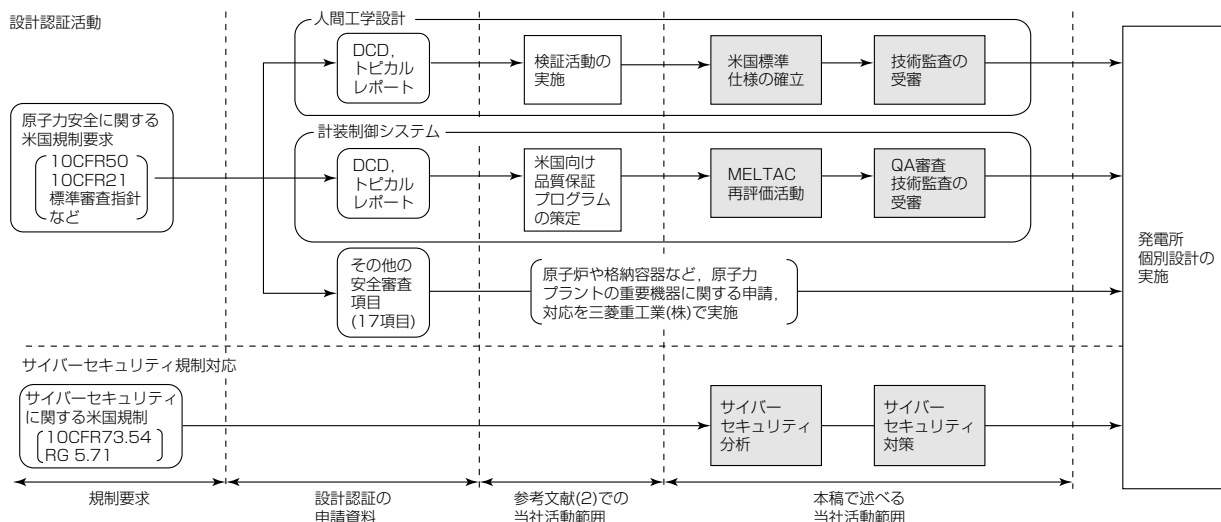 設計認証活動
人間工学設計
DCD,
トピカル
レポート
検証活動の
実施
米国標準
仕様の確立
技術監査の
受審
原子力安全に関する
米国規制要求
10CFR50
10CFR21
標準審査指針
など
計装制御システム
DCD,
トピカル
レポート
米国向け
品質保証
プログラム
の策定
MELTAC
再評価活動
QA審査
技術監査の
受審
その他の
安全審査
項目
(17項目)
原子炉や格納容器など，原子力
プラントの重要機器に関する申請，
対応を三菱重工業(株)で実施
発電所
個別設計の
実施
サイバーセキュリティ規制対応
サイバーセキュリティ
に関する米国規制
10CFR73.54
RG 5.71
サイバー
セキュリティ
分析
サイバー
セキュリティ
対策
規制要求
設計認証の
申請資料
参考文献(2)での
当社活動範囲
本稿で述べる
当社活動範囲